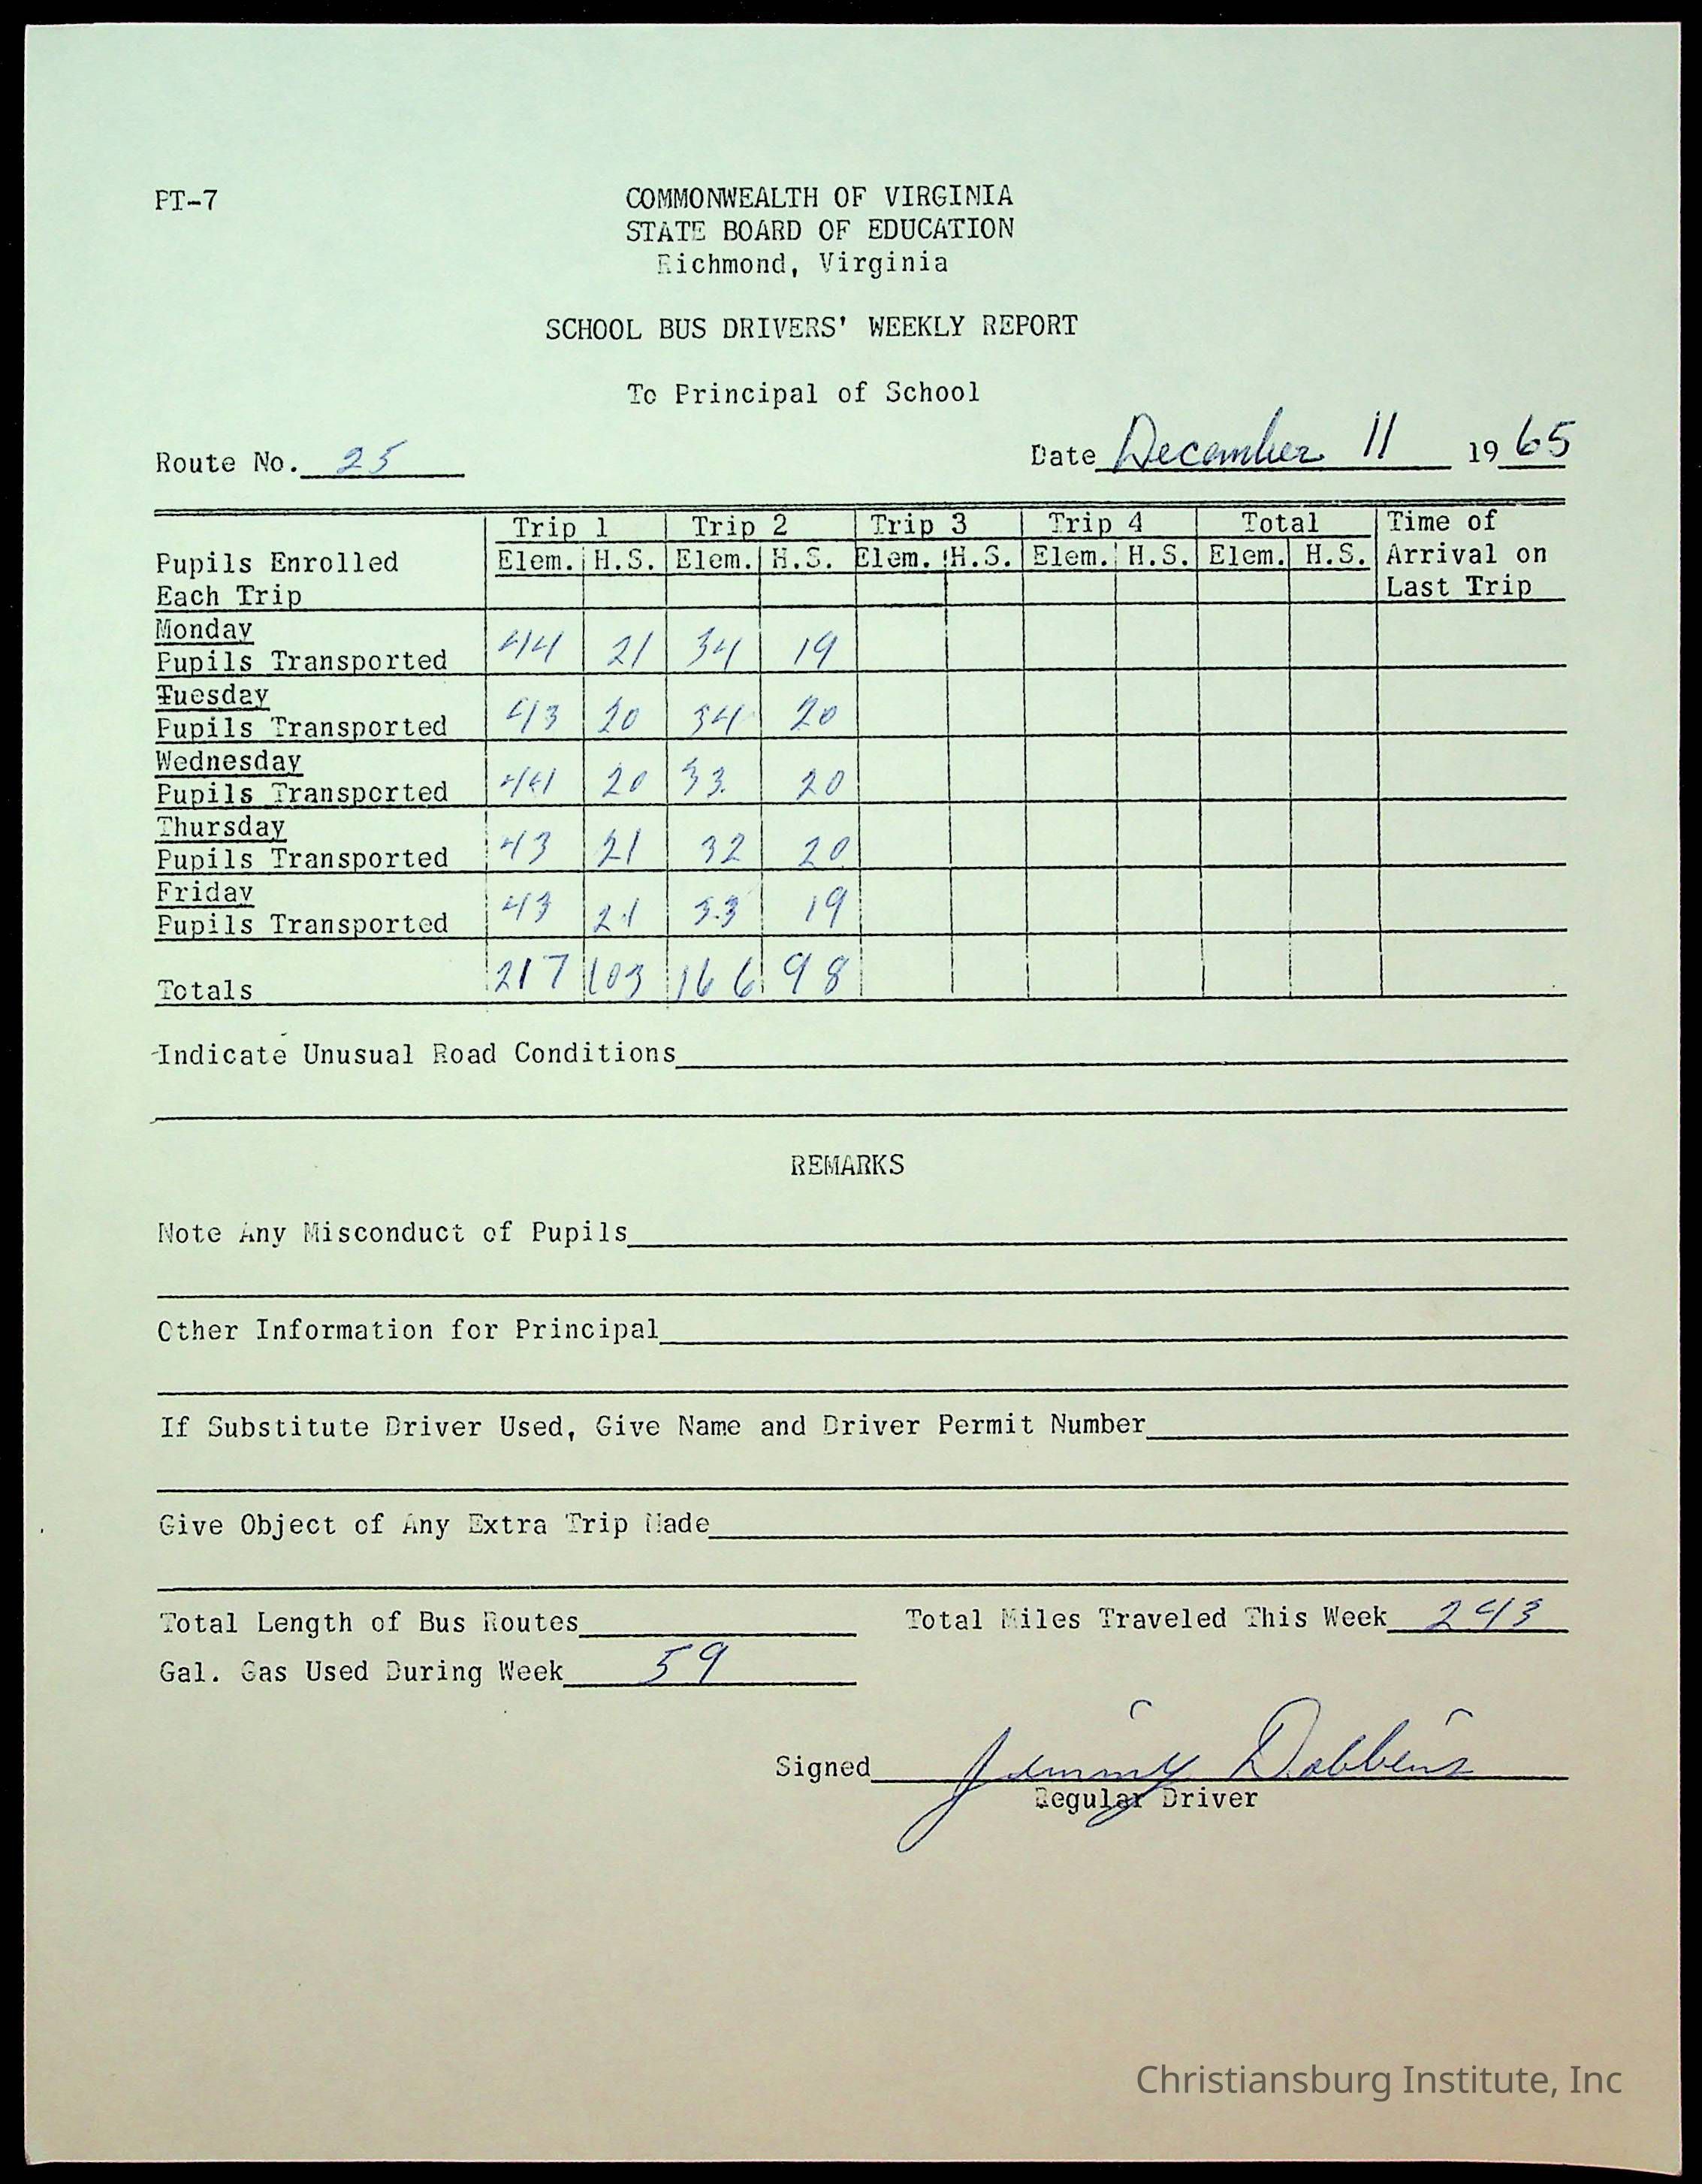 PT-7
COMMONWEALTH OF VIRGINIA
STATE BOARD OF EDUCATION
Richmond, Virginia
SCHOOL BUS DRIVERS' WEEKLY REPORT
To Principal of School
Route No. 25 Date December 11 1965
Trip 1 Trip 2 Trip 3 Trip 4 Total Time of
Pupils Enrolled Elem. H.S. Elem. H.S. Elem. H.S. Elem. H.S. Elem. H.S. Arrival on
Each Trip Last Trip
Monday
Pupils Transported 44 21 34 19
Tuesday
Pupils Transported 43 20 34 20
Wednesday
Pupils Transported 44 20 33 20
Thursday
Pupils Transported 43 21 32 20
Friday
Pupils Transported 43 21 33 19
Totals 217 103 166 98
Indicate Unusual Road Conditions
REMARKS
Note Any Misconduct of Pupils
Other Information for Principal
If Substitute Driver Used, Give Name and Driver Permit Number
Give Object of Any Extra Trip Made
Total Length of Bus Routes Total Miles Traveled This Week 243
Gal. Gas Used During Week 59
Signed Jimmy Dobbins
Regular Driver
Christiansburg Institute, Inc